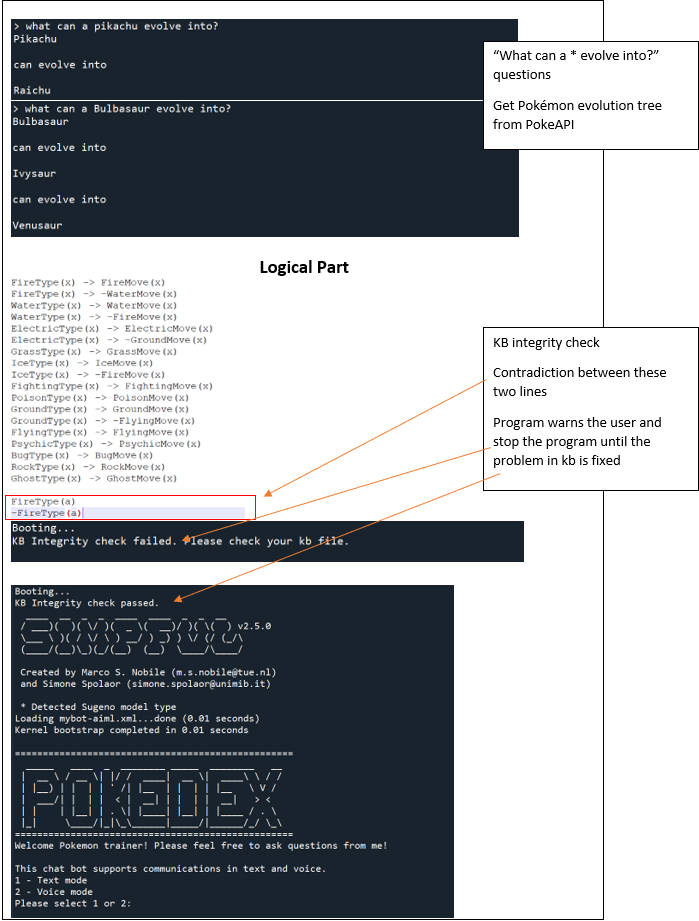 > what can a pikachu evolve into?
Pikachu
can evolve into
Raichu
> what can a Bulbasaur evolve into?
Bulbasaur
can evolve into
Ivysaur
can evolve into
Venusaur
“What can a * evolve into?”
questions
Get Pokémon evolution tree
from PokeAPI
Logical Part
FireType(x) -> FireMove(x)
FireType(x) -> -WaterMove(x)
WaterType(x) -> WaterMove(x)
WaterType(x) -> -FireMove(x)
ElectricType(x) -> ElectricMove(x)
ElectricType(x) -> -GroundMove(x)
GrassType(x) -> GrassMove(x)
IceType(x) -> IceMove(x)
IceType(x) -> -FireMove(x)
FightingType(x) -> FightingMove(x)
PoisonType(x) -> PoisonMove(x)
GroundType(x) -> GroundMove(x)
GroundType(x) -> -FlyingMove(x)
FlyingType(x) -> FlyingMove(x)
PsychicType(x) -> PsychicMove(x)
BugType(x) -> BugMove(x)
RockType(x) -> RockMove(x)
GhostType(x) -> GhostMove(x)
FireType(a)
-FireType(a)
KB integrity check
Contradiction between these
two lines
Program warns the user and
stop the program until the
problem in kb is fixed
Booting...
KB Integrity check failed. Please check your kb file.
Booting...
KB Integrity check passed.
SIMPFUL v2.5.0
Created by Marco S. Nobile (m.s.nobile@tue.nl)
and Simone Spolaor (simone.spolaor@unimib.it)
* Detected Sugeno model type
Loading mybot-aiml.xml...done (0.01 seconds)
Kernel bootstrap completed in 0.01 seconds
==================================================
POKEDEX
==================================================
Welcome Pokemon trainer! Please feel free to ask questions from me!
This chat bot supports communications in text and voice.
1 - Text mode
2 - Voice mode
Please select 1 or 2: